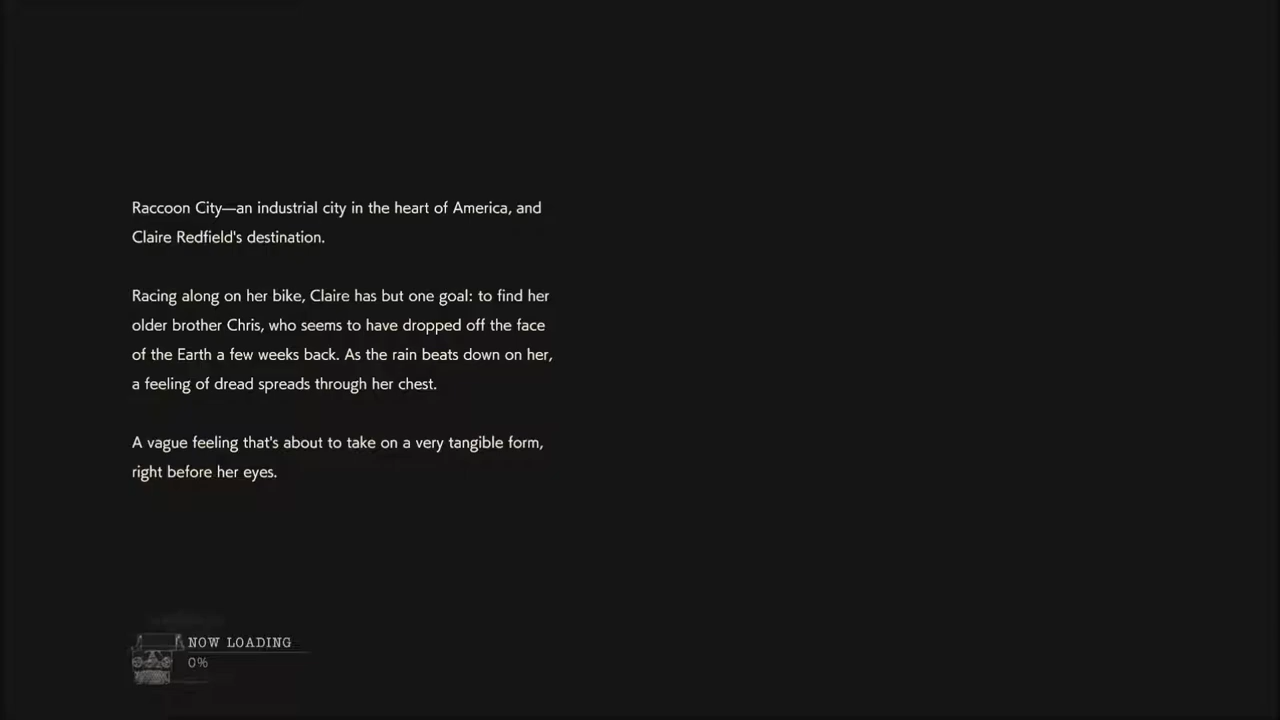 Raccoon City—an industrial city in the heart of America, and
Claire Redfield's destination.
Racing along on her bike, Claire has but one goal: to find her
older brother Chris, who seems to have dropped off the face
of the Earth a few weeks back. As the rain beats down on her,
a feeling of dread spreads through her chest.
A vague feeling that's about to take on a very tangible form,
right before her eyes.
NOW LOADING
0%